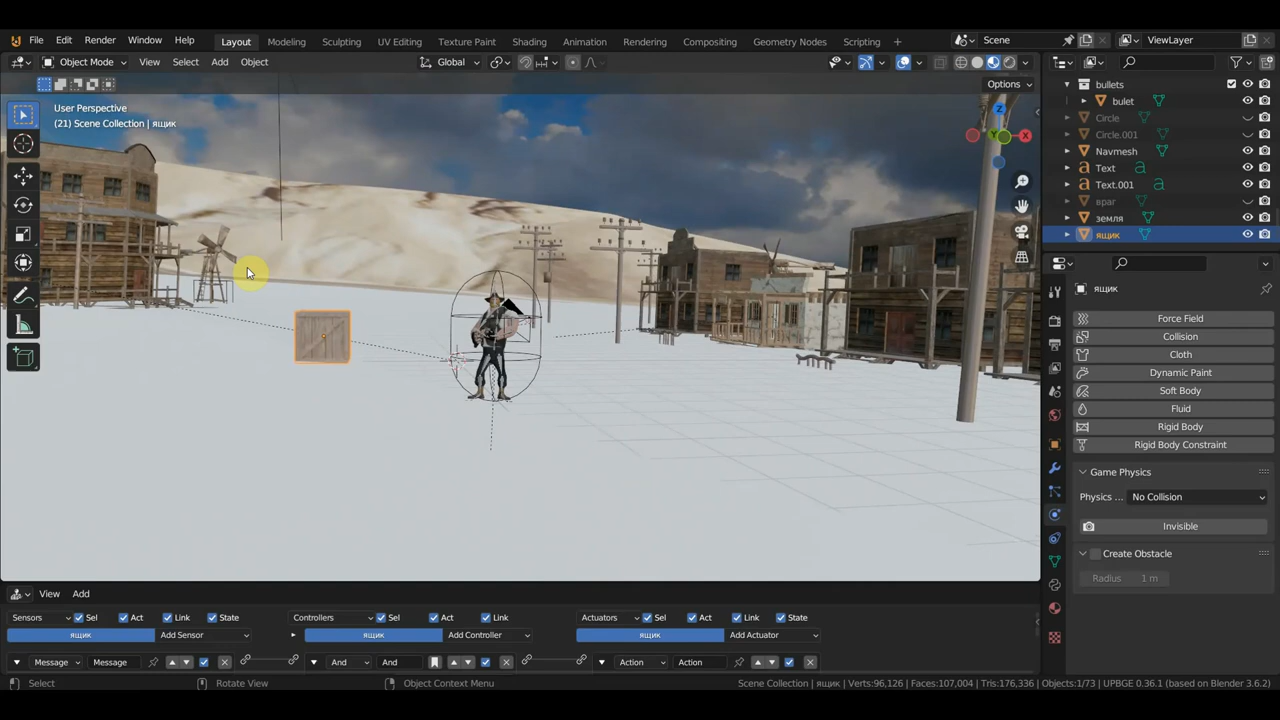 File Edit Render Window Help Layout Modeling Sculpting UV Editing Texture Paint Shading Animation Rendering Compositing Geometry Nodes Scripting + Scene ViewLayer
Object Mode View Select Add Object Global
Options
User Perspective
(21) Scene Collection | ящик
Z
X
Y
bullets
bulet
Circle
Circle.001
Navmesh
Text
Text.001
враг
земля
ящик
ящик
Force Field
Collision
Cloth
Dynamic Paint
Soft Body
Fluid
Rigid Body
Rigid Body Constraint
Game Physics
Physics ... No Collision
Invisible
Create Obstacle
Radius 1 m
View Add
Sensors Sel Act Link State Controllers Sel Act Link Actuators Sel Act Link State
ящик Add Sensor ящик Add Controller ящик Add Actuator
Message Message And And Action Action
Select Rotate View Object Context Menu Scene Collection | ящик | Verts:96,126 | Faces:107,004 | Tris:176,336 | Objects:1/73 | UPBGE 0.36.1 (based on Blender 3.6.2)